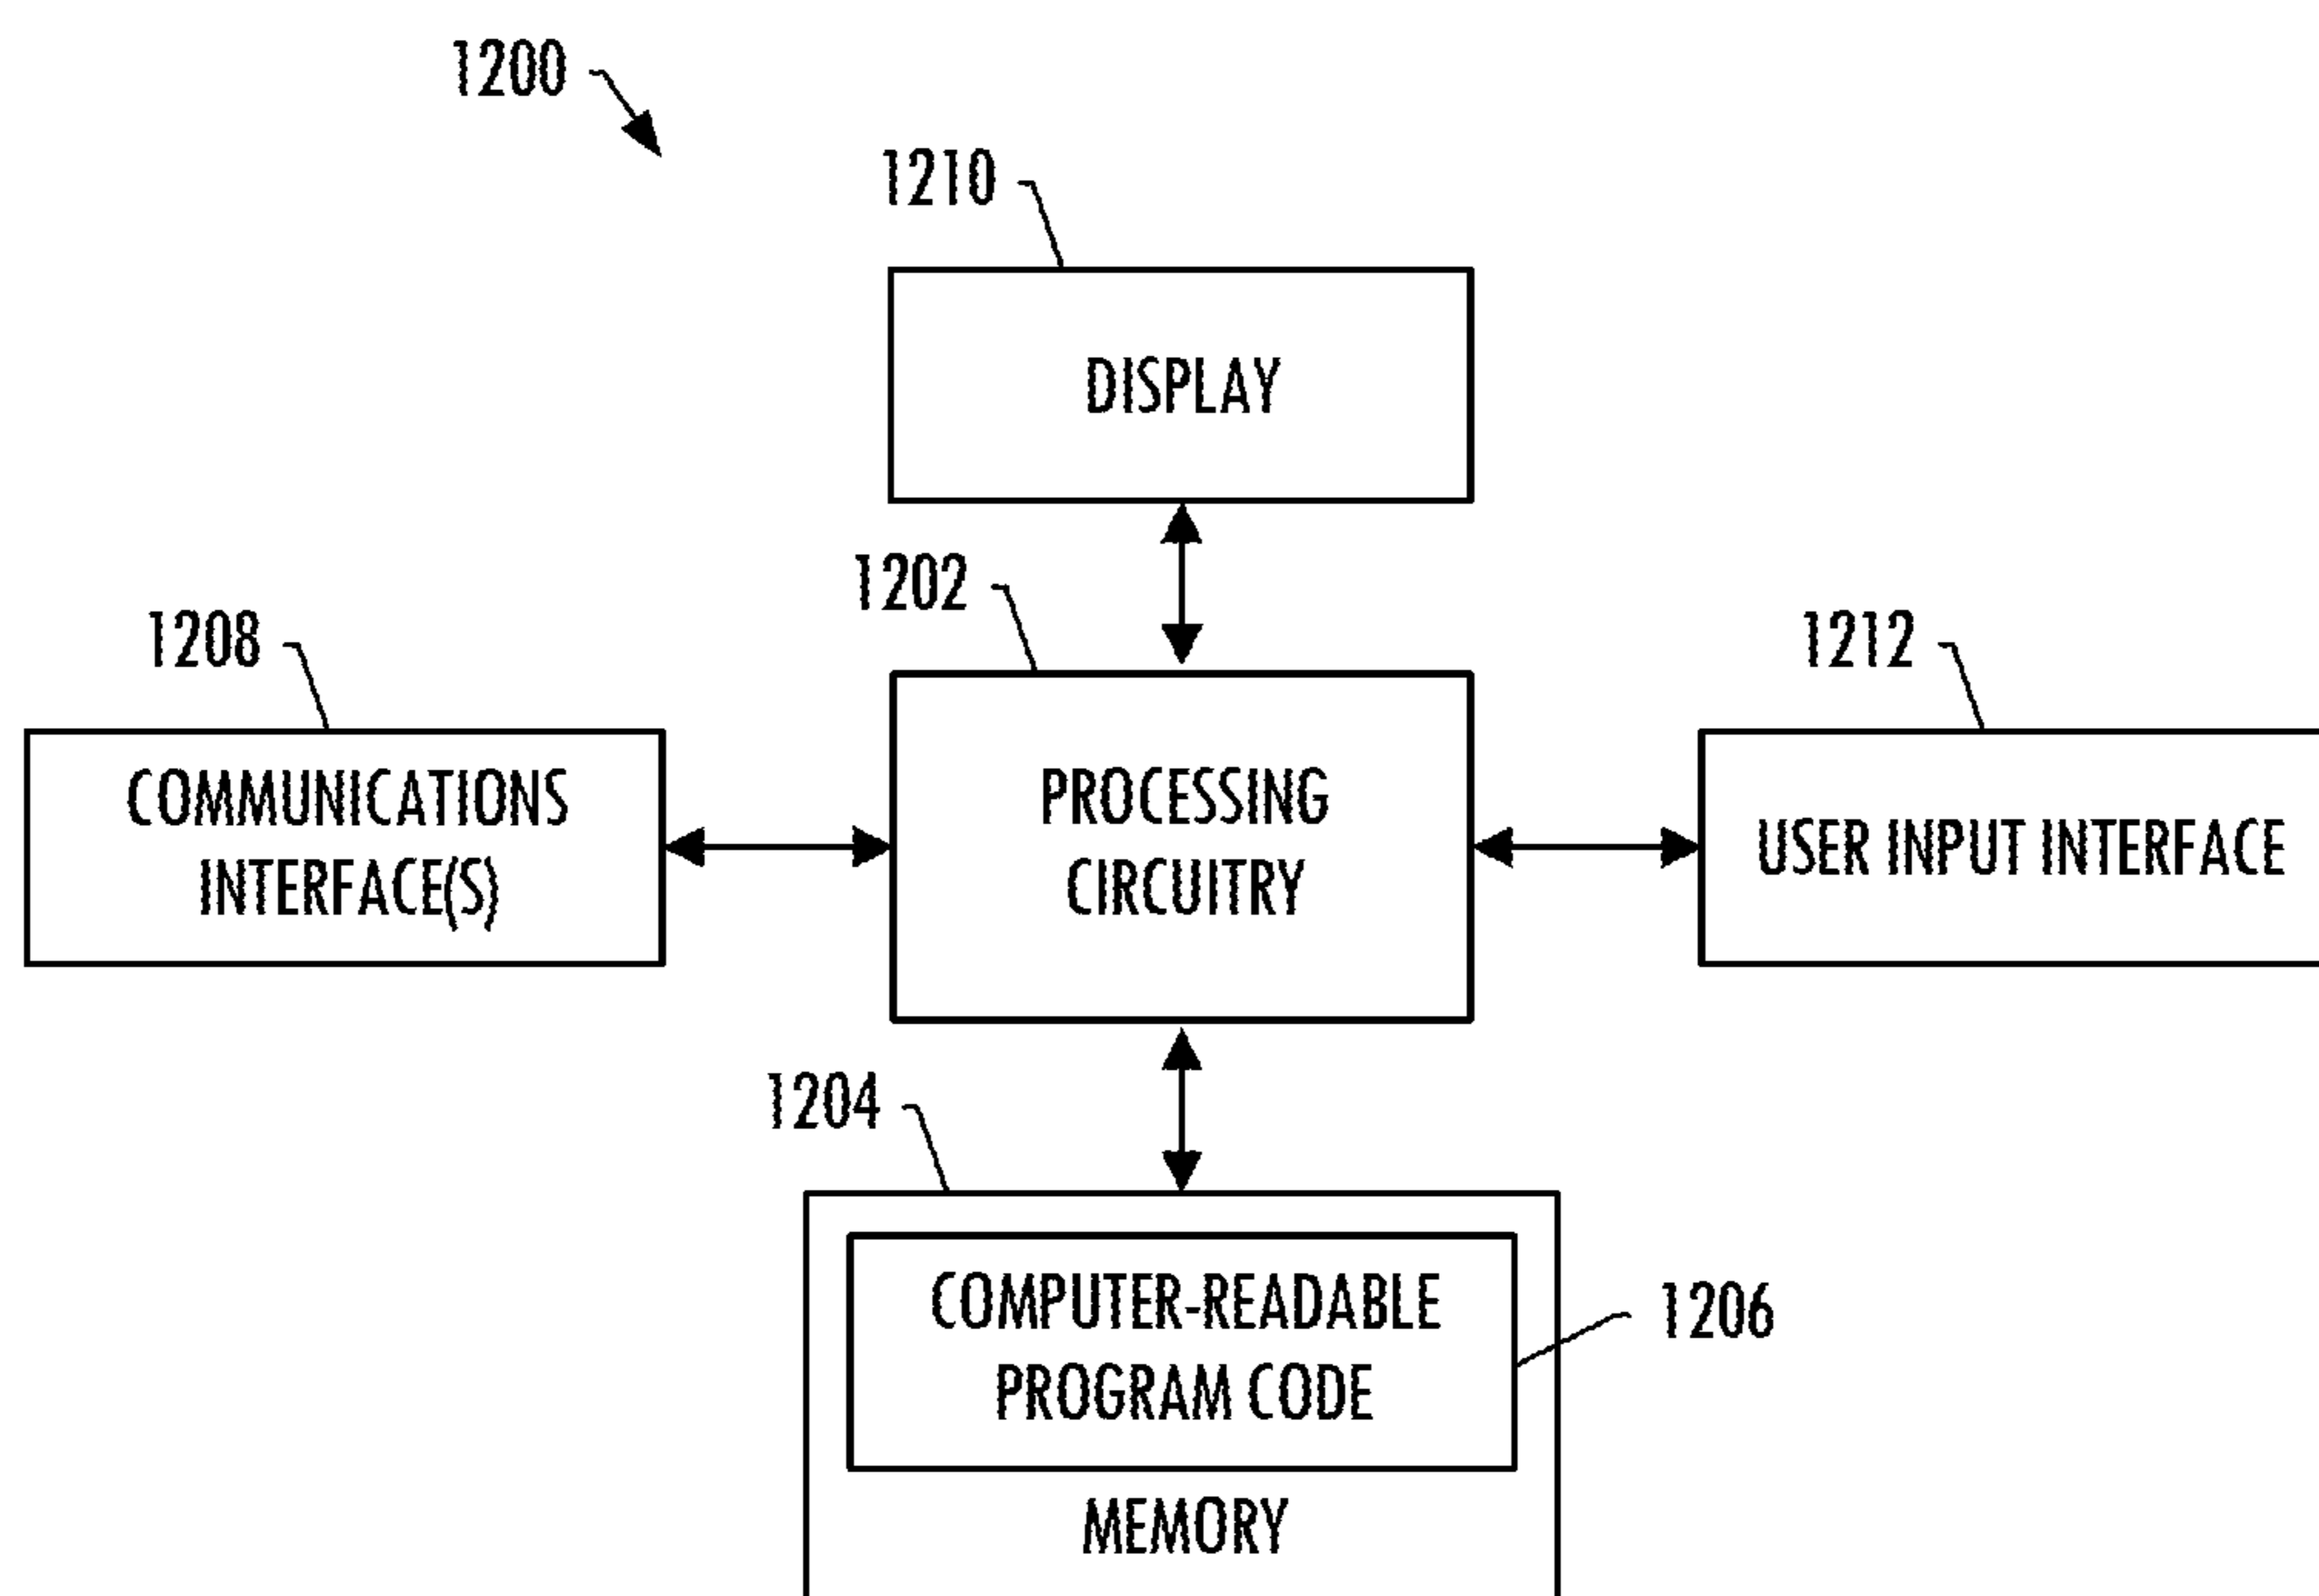 1200
1210
DISPLAY
1202
1208
1212
COMMUNICATIONS
INTERFACE(S)
PROCESSING
CIRCUITRY
USER INPUT INTERFACE
1204
COMPUTER-READABLE
PROGRAM CODE
1206
MEMORY